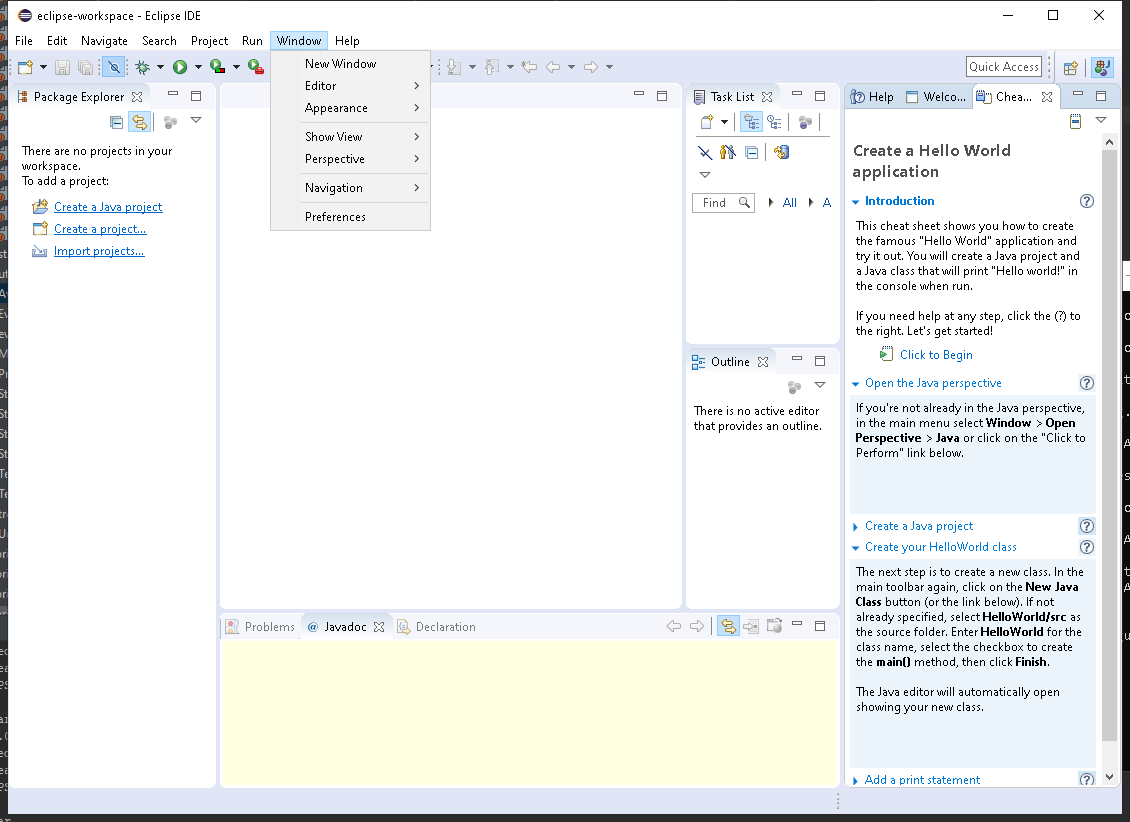 eclipse-workspace - Eclipse IDE
File Edit Navigate Search Project Run Window Help
Quick Access
New Window
Editor
Appearance
Show View
Perspective
Navigation
Preferences
Package Explorer
There are no projects in your
workspace.
To add a project:
Create a Java project
Create a project...
Import projects...
Task List
Find All A
Outline
There is no active editor
that provides an outline.
Problems @ Javadoc Declaration
Help Welco... Chea...
Create a Hello World
application
Introduction
This cheat sheet shows you how to create
the famous "Hello World" application and
try it out. You will create a Java project and
a Java class that will print "Hello world!" in
the console when run.
If you need help at any step, click the (?) to
the right. Let's get started!
Click to Begin
Open the Java perspective
If you're not already in the Java perspective,
in the main menu select Window > Open
Perspective > Java or click on the "Click to
Perform" link below.
Create a Java project
Create your HelloWorld class
The next step is to create a new class. In the
main toolbar again, click on the New Java
Class button (or the link below). If not
already specified, select HelloWorld/src as
the source folder. Enter HelloWorld for the
class name, select the checkbox to create
the main() method, then click Finish.
The Java editor will automatically open
showing your new class.
Add a print statement